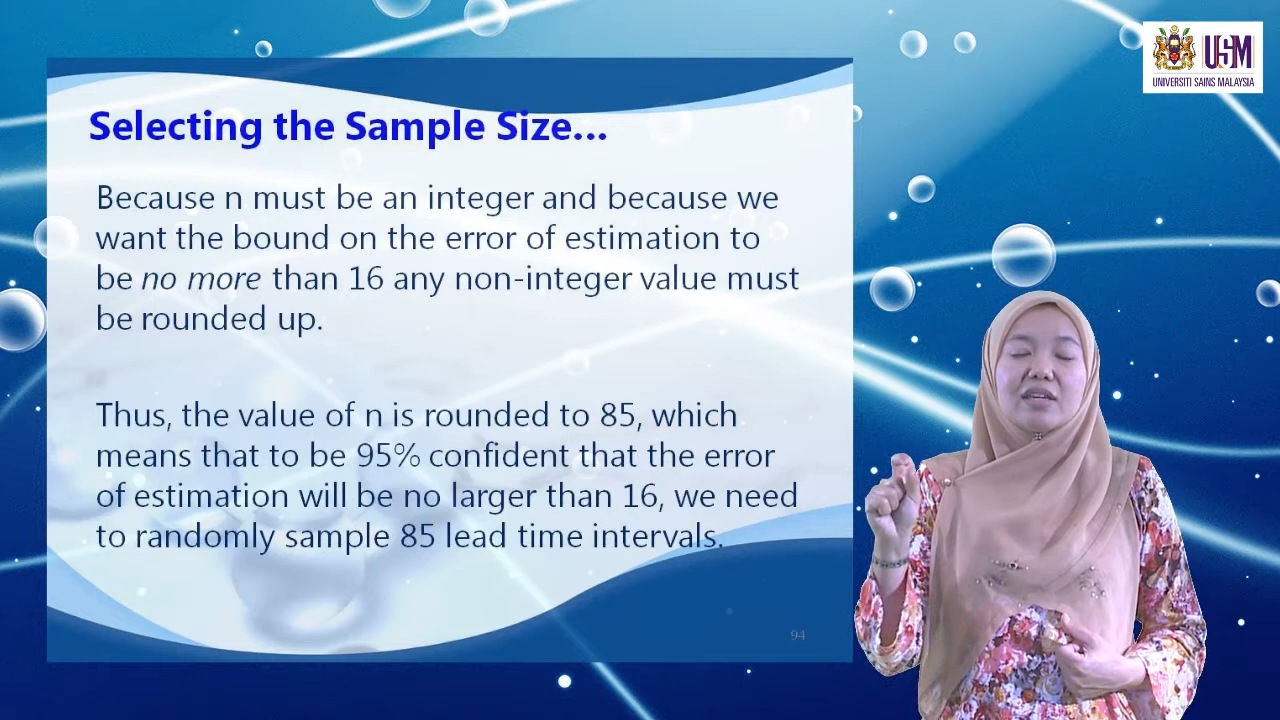 USM
UNIVERSITI SAINS MALAYSIA
Selecting the Sample Size...
Because n must be an integer and because we
want the bound on the error of estimation to
be no more than 16 any non-integer value must
be rounded up.
Thus, the value of n is rounded to 85, which
means that to be 95% confident that the error
of estimation will be no larger than 16, we need
to randomly sample 85 lead time intervals.
94